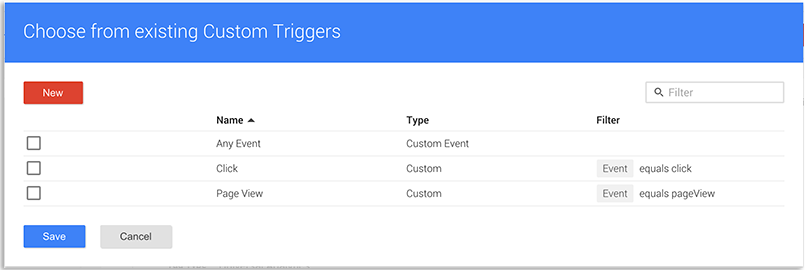 Choose from existing Custom Triggers
New
Filter
Name Type Filter
Any Event Custom Event
Click Custom Event equals click
Page View Custom Event equals pageView
Save Cancel